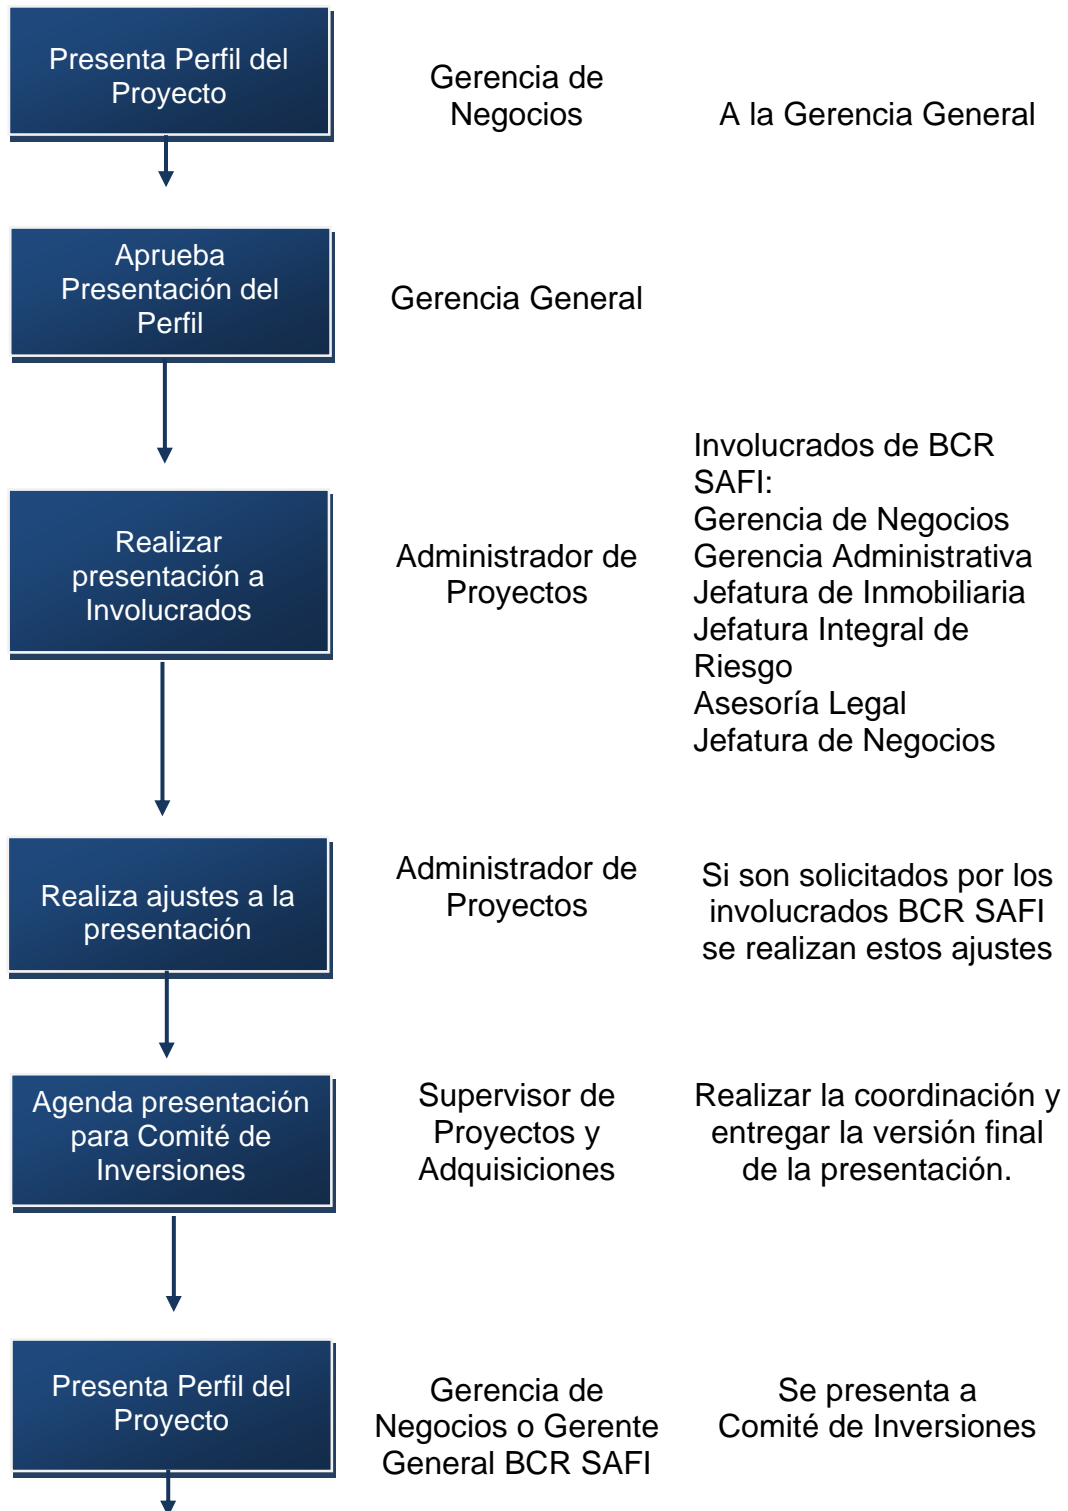 Presenta Perfil del
Proyecto
Gerencia de
Negocios
A la Gerencia General
Aprueba
Presentación del
Perfil
Gerencia General
Realizar
presentación a
Involucrados
Administrador de
Proyectos
Involucrados de BCR
SAFI:
Gerencia de Negocios
Gerencia Administrativa
Jefatura de Inmobiliaria
Jefatura Integral de
Riesgo
Asesoría Legal
Jefatura de Negocios
Realiza ajustes a la
presentación
Administrador de
Proyectos
Si son solicitados por los
involucrados BCR SAFI
se realizan estos ajustes
Agenda presentación
para Comité de
Inversiones
Supervisor de
Proyectos y
Adquisiciones
Realizar la coordinación y
entregar la versión final
de la presentación.
Presenta Perfil del
Proyecto
Gerencia de
Negocios o Gerente
General BCR SAFI
Se presenta a
Comité de Inversiones